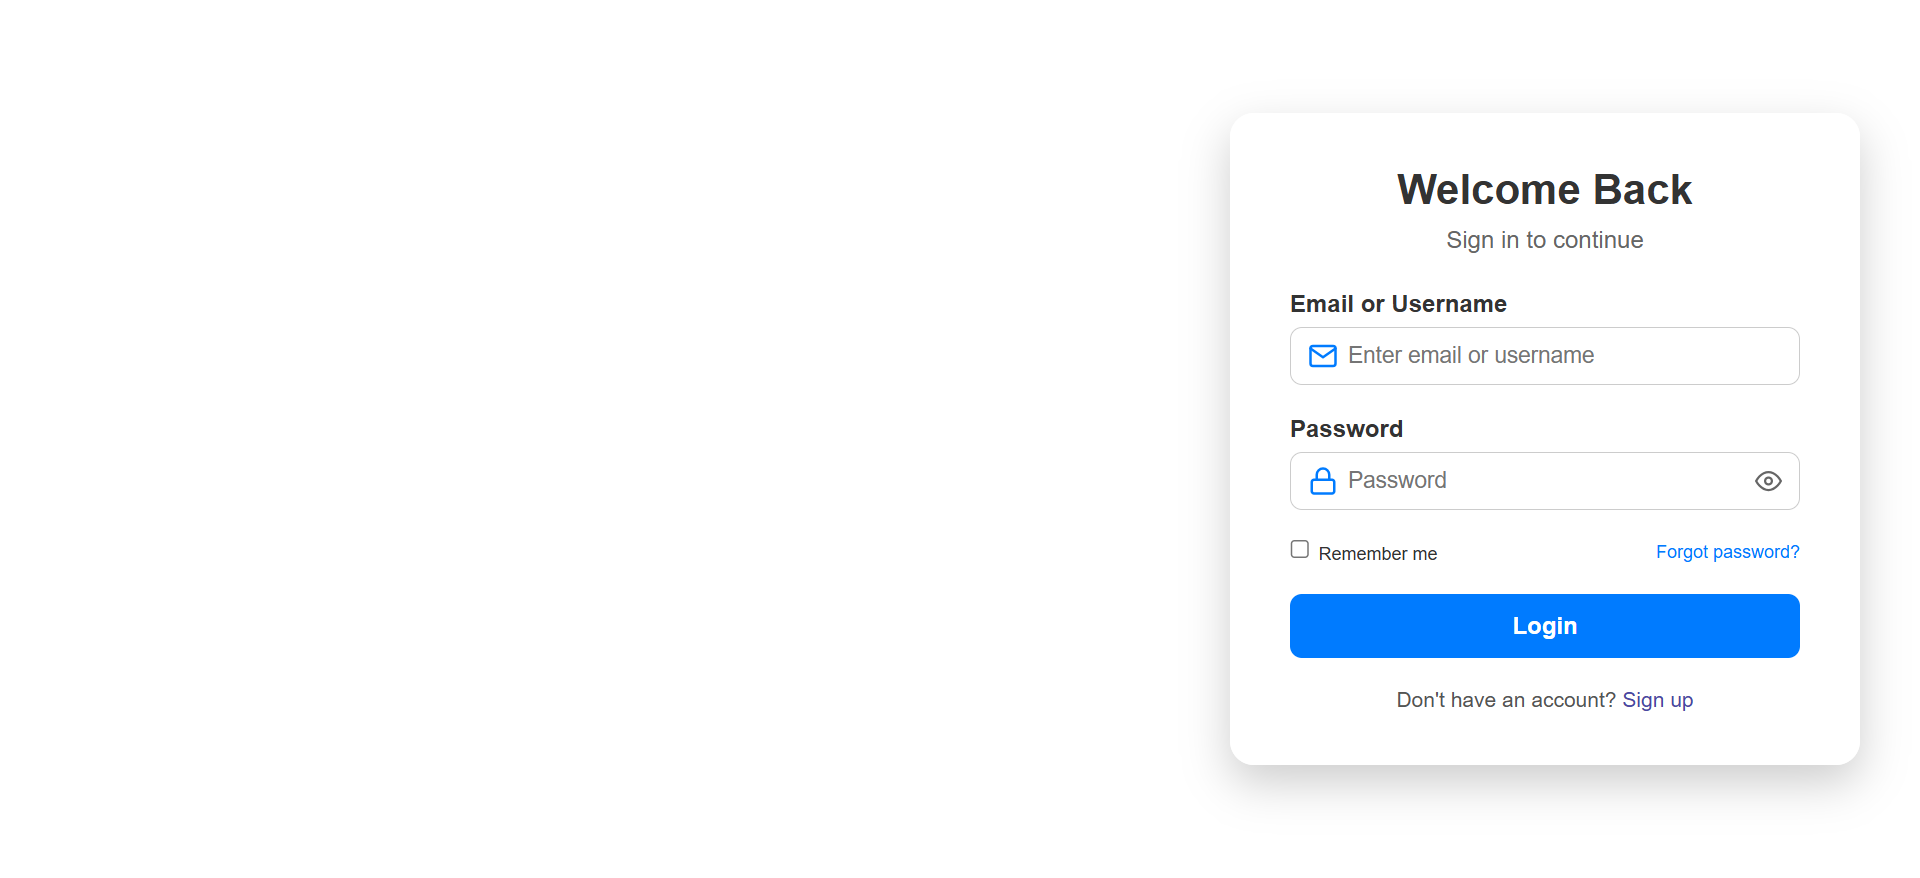 Welcome Back
Sign in to continue
Email or Username
Enter email or username
Password
Password
Remember me
Forgot password?
Login
Don't have an account? Sign up